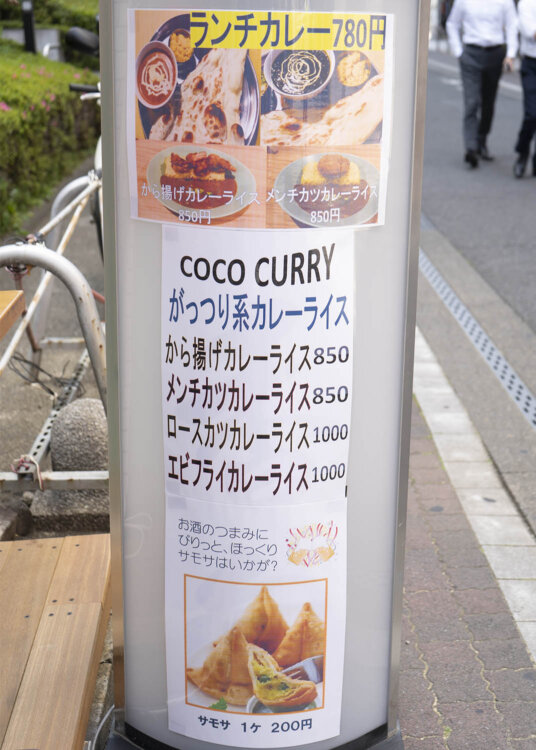 ランチカレー780円
から揚げカレーライス
850円
メンチカツカレーライス
850円
COCO CURRY
がっつり系カレーライス
から揚げカレーライス850
メンチカツカレーライス850
ロースカツカレーライス1000
エビフライカレーライス1000
お酒のつまみに
ぴりっと、ほっくり
サモサはいかが?
サモサ 1ケ 200円